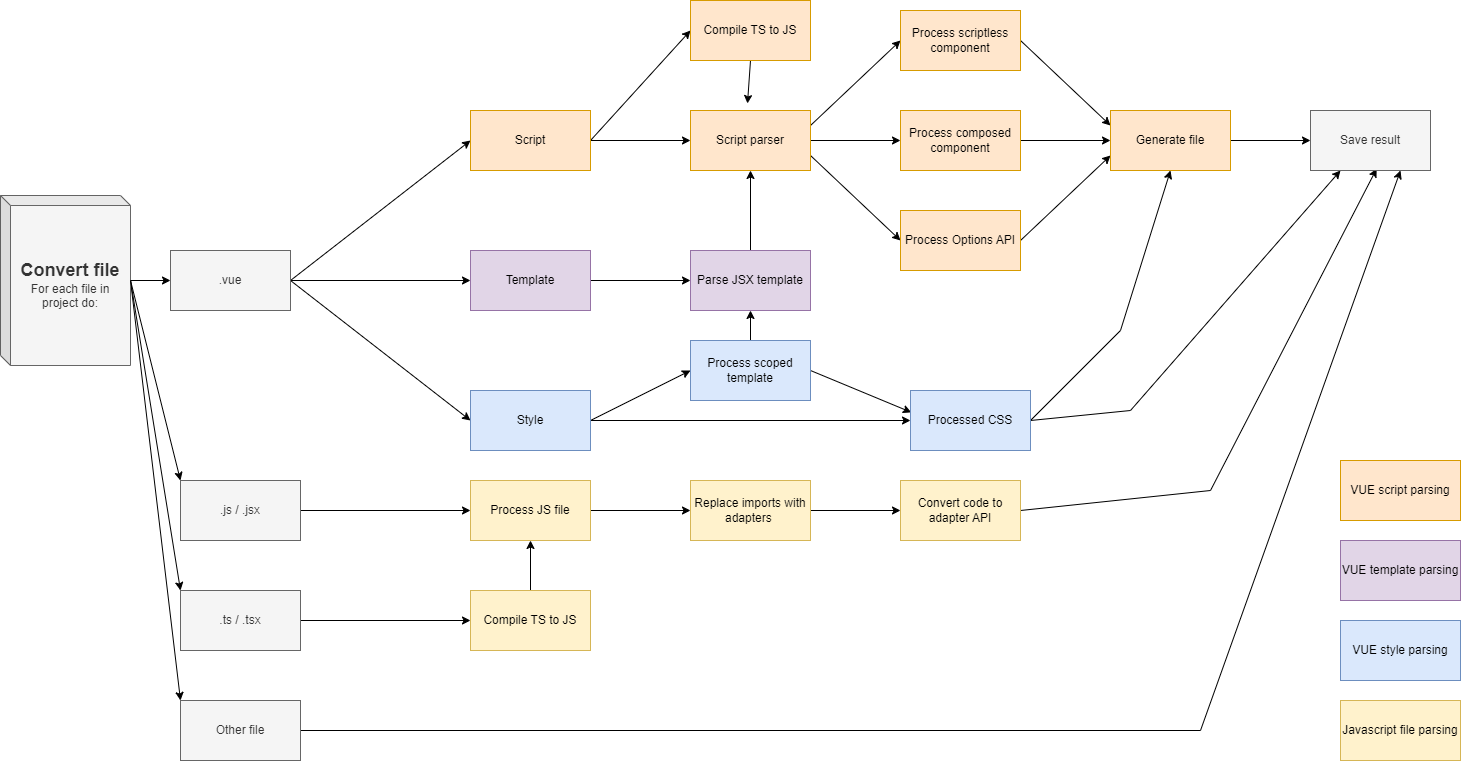 Compile TS to JS
Process scriptless
component
Script
Script parser
Process composed
component
Generate file
Save result
Convert file
For each file in
project do:
.vue
Template
Parse JSX template
Process Options API
Process scoped
template
Style
Processed CSS
.js / .jsx
Process JS file
Replace imports with
adapters
Convert code to
adapter API
.ts / .tsx
Compile TS to JS
Other file
VUE script parsing
VUE template parsing
VUE style parsing
Javascript file parsing